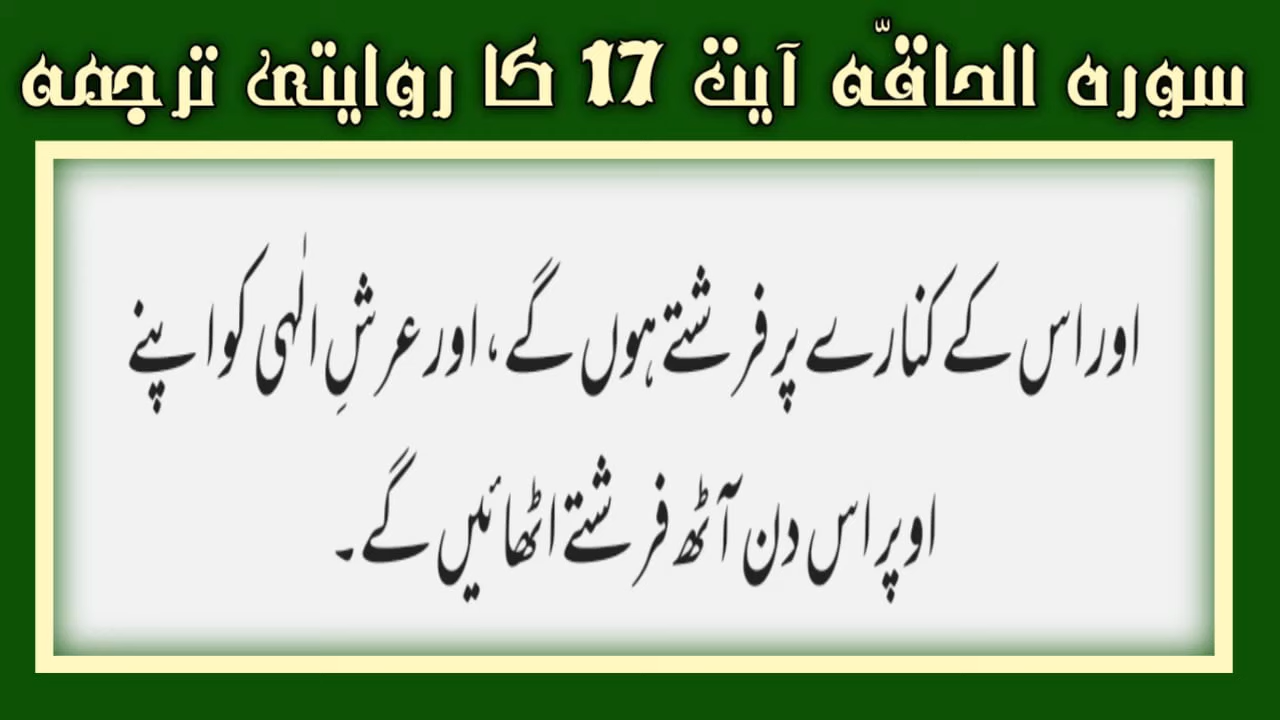 سورہ الحاقّہ آیت 17 کا روایتی ترجمہ
اور اس کے کنارے پر فرشتے ہوں گے، اور عرشِ الٰہی کو اپنے
اوپر اس دن آٹھ فرشتے اٹھائیں گے۔